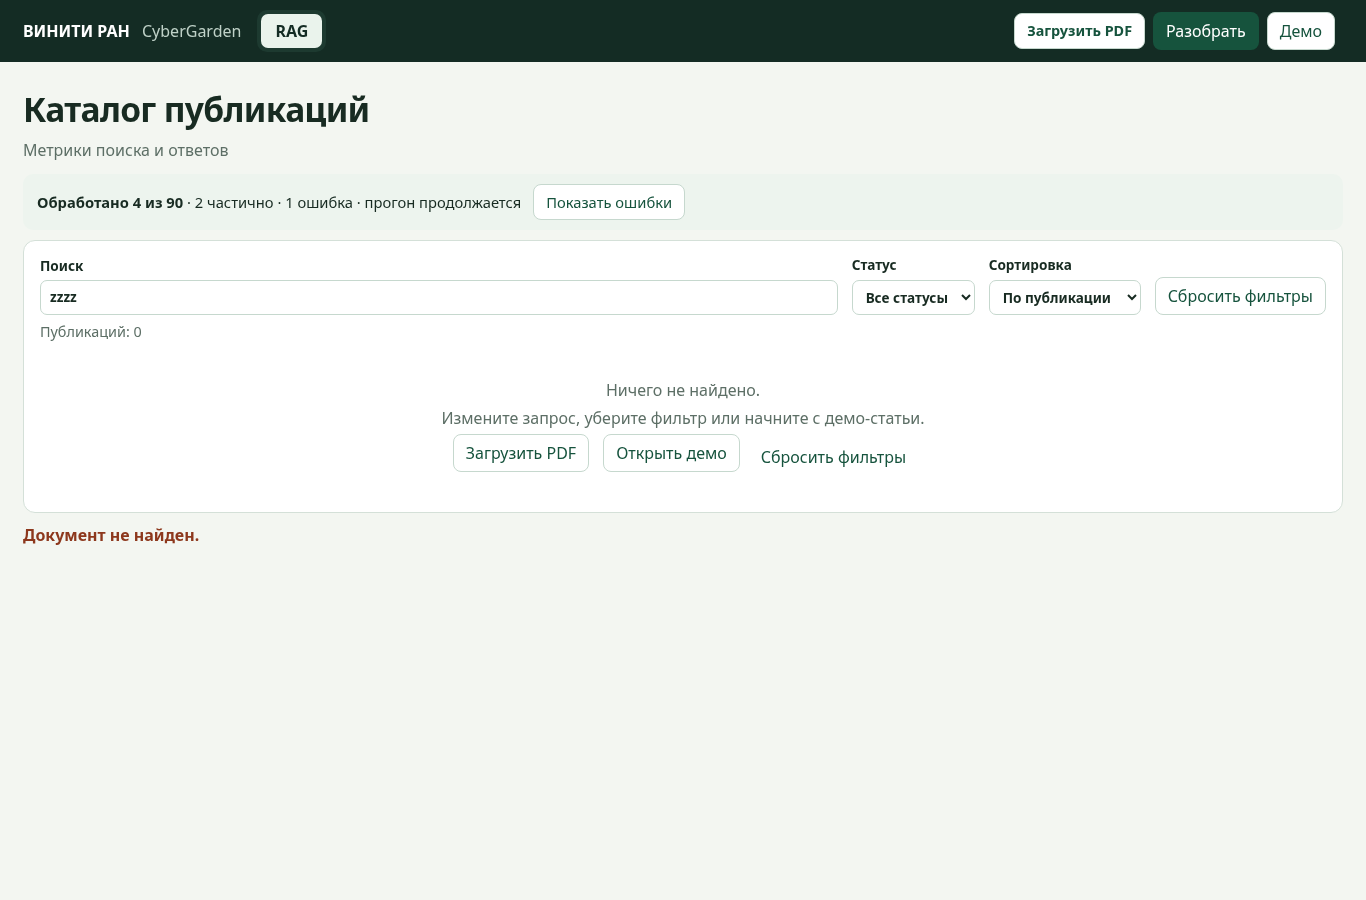 ВИНИТИ РАН CyberGarden RAG Загрузить PDF Разобрать Демо
Каталог публикаций
Метрики поиска и ответов
Обработано 4 из 90 · 2 частично · 1 ошибка · прогон продолжается Показать ошибки
Поиск Статус Сортировка
zzzz Все статусы По публикации Сбросить фильтры
Публикаций: 0
Ничего не найдено.
Измените запрос, уберите фильтр или начните с демо-статьи.
Загрузить PDF Открыть демо Сбросить фильтры
Документ не найден.